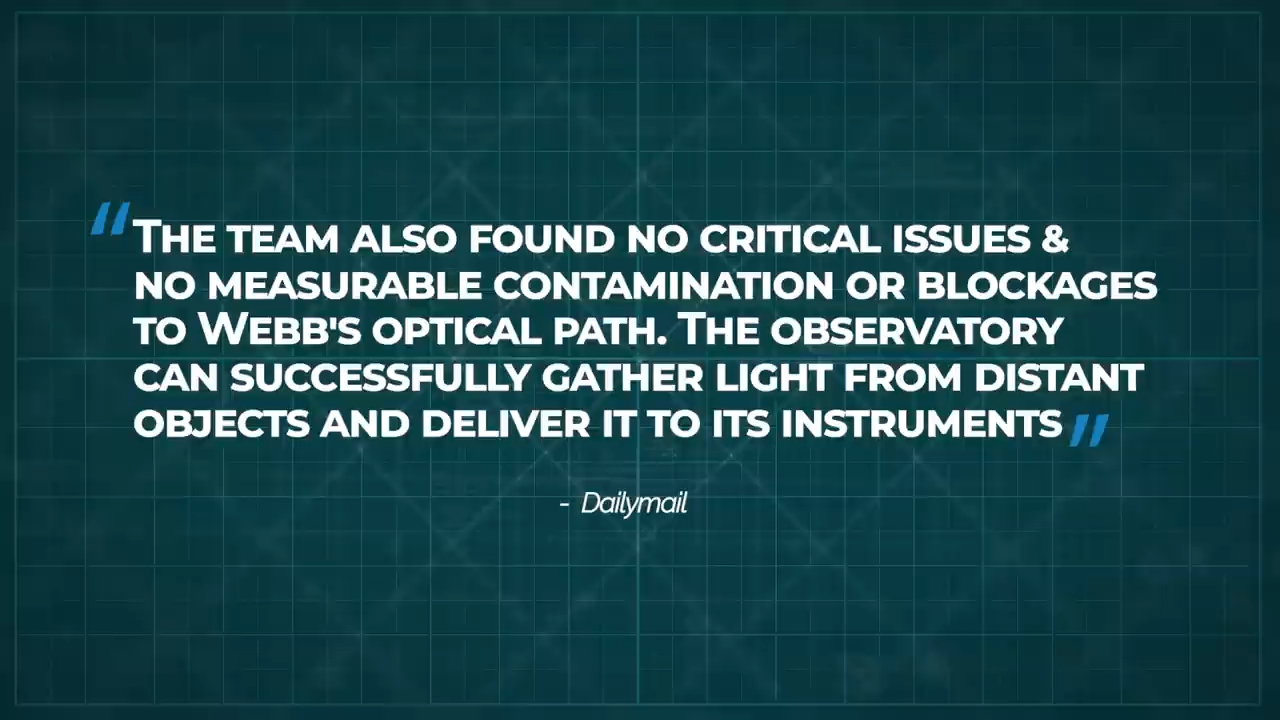 "The team also found no critical issues &
no measurable contamination or blockages
to Webb's optical path. The observatory
can successfully gather light from distant
objects and deliver it to its instruments"
- Dailymail